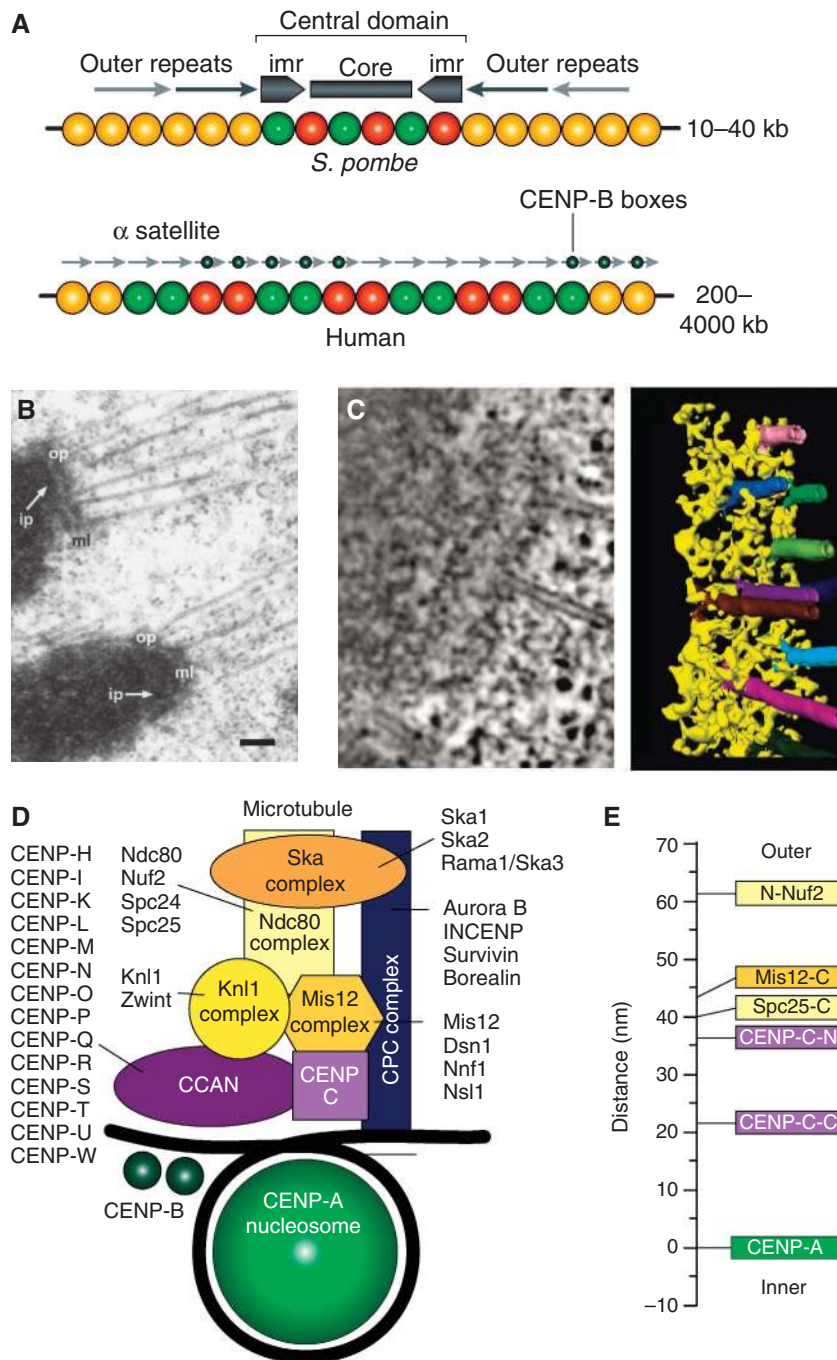 A
Central domain
Outer repeats
imr
Core
imr
Outer repeats
10–40 kb
S. pombe
CENP-B boxes
α satellite
200–
4000 kb
Human
B
op
ip
ml
op
ml
ip
C
D
Microtubule
CENP-H
CENP-I
CENP-K
CENP-L
CENP-M
CENP-N
CENP-O
CENP-P
CENP-Q
CENP-R
CENP-S
CENP-T
CENP-U
CENP-W
Ndc80
Nuf2
Spc24
Spc25
Knl1
Zwint
Ska
complex
Ndc80
complex
Knl1
complex
Mis12
complex
CCAN
CENP
C
CPC complex
Ska1
Ska2
Rama1/Ska3
Aurora B
INCENP
Survivin
Borealin
Mis12
Dsn1
Nnf1
Nsl1
CENP-B
CENP-A
nucleosome
E
Distance (nm)
70
60
50
40
30
20
10
0
–10
Outer
N-Nuf2
Mis12-C
Spc25-C
CENP-C-N
CENP-C-C
CENP-A
Inner